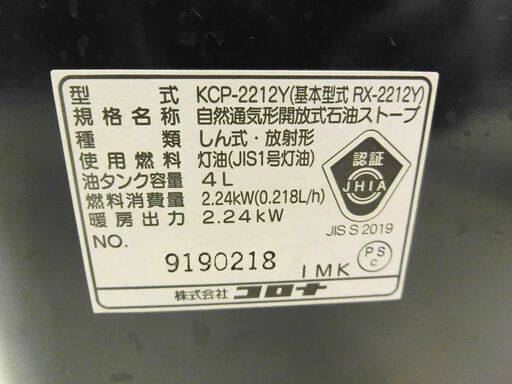 型式 KCP-2212Y(基本型式 RX-2212Y)
規格名称 自然通気形開放式石油ストーブ
種類 しん式・放射形
使用燃料 灯油(JIS1号灯油)
油タンク容量 4L
燃料消費量 2.24kW(0.218L/h)
暖房出力 2.24kW
認証
JHIA
JIS S 2019
NO. 9190218 IMK
PS
C
株式会社 コロナ